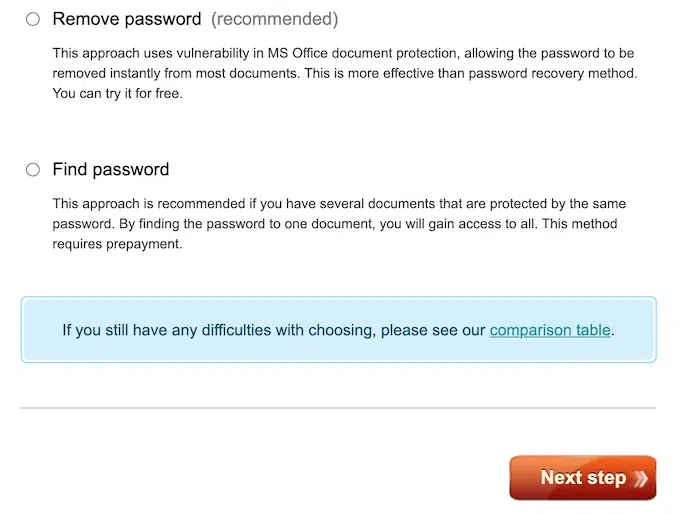 Remove password (recommended)
This approach uses vulnerability in MS Office document protection, allowing the password to be
removed instantly from most documents. This is more effective than password recovery method.
You can try it for free.
Find password
This approach is recommended if you have several documents that are protected by the same
password. By finding the password to one document, you will gain access to all. This method
requires prepayment.
If you still have any difficulties with choosing, please see our comparison table.
Next step